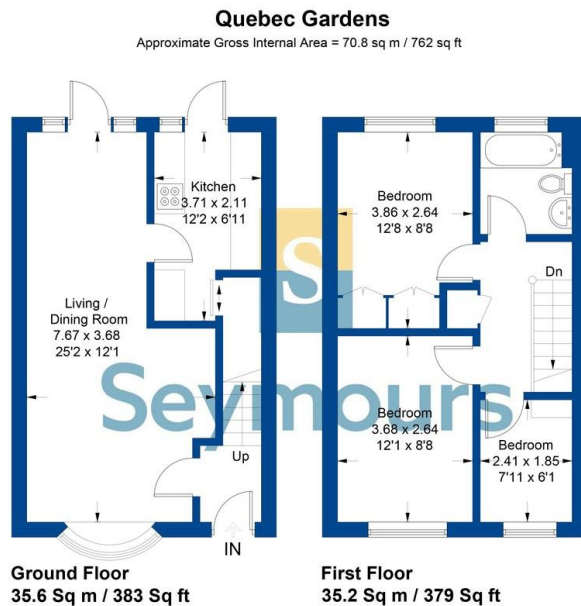 Quebec Gardens
Approximate Gross Internal Area = 70.8 sq m / 762 sq ft
Kitchen
3.71 x 2.11
12'2 x 6'11
Living /
Dining Room
7.67 x 3.68
25'2 x 12'1
Up
IN
Bedroom
3.86 x 2.64
12'8 x 8'8
Dn
Bedroom
3.68 x 2.64
12'1 x 8'8
Bedroom
2.41 x 1.85
7'11 x 6'1
S
Seymours
Ground Floor
35.6 Sq m / 383 Sq ft
First Floor
35.2 Sq m / 379 Sq ft